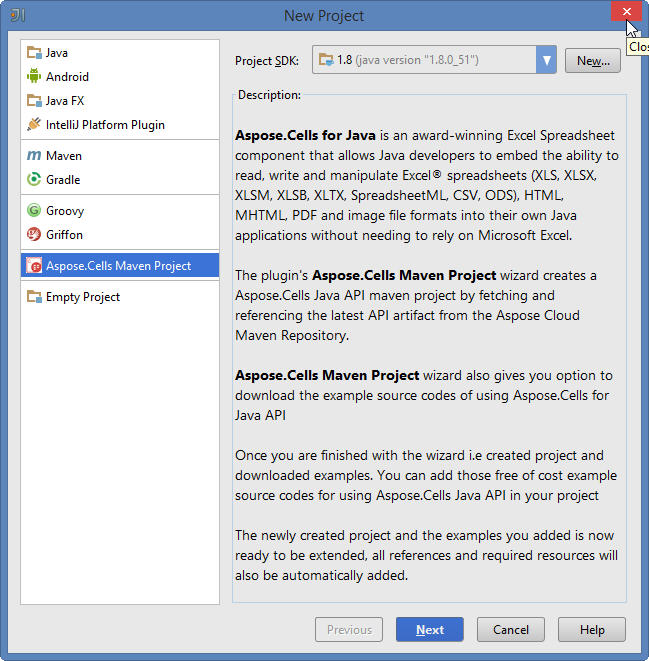 New Project
Clos
Java
Android
Java FX
IntelliJ Platform Plugin
Maven
Gradle
Groovy
Griffon
Aspose.Cells Maven Project
Empty Project
Project SDK: 1.8 (java version "1.8.0_51") New...
Description:
Aspose.Cells for Java is an award-winning Excel Spreadsheet
component that allows Java developers to embed the ability to
read, write and manipulate Excel® spreadsheets (XLS, XLSX,
XLSM, XLSB, XLTX, SpreadsheetML, CSV, ODS), HTML,
MHTML, PDF and image file formats into their own Java
applications without needing to rely on Microsoft Excel.
The plugin's Aspose.Cells Maven Project wizard creates a
Aspose.Cells Java API maven project by fetching and
referencing the latest API artifact from the Aspose Cloud
Maven Repository.
Aspose.Cells Maven Project wizard also gives you option to
download the example source codes of using Aspose.Cells for
Java API
Once you are finished with the wizard i.e created project and
downloaded examples. You can add those free of cost example
source codes for using Aspose.Cells Java API in your project
The newly created project and the examples you added is now
ready to be extended, all references and required resources will
also be automatically added.
Previous Next Cancel Help